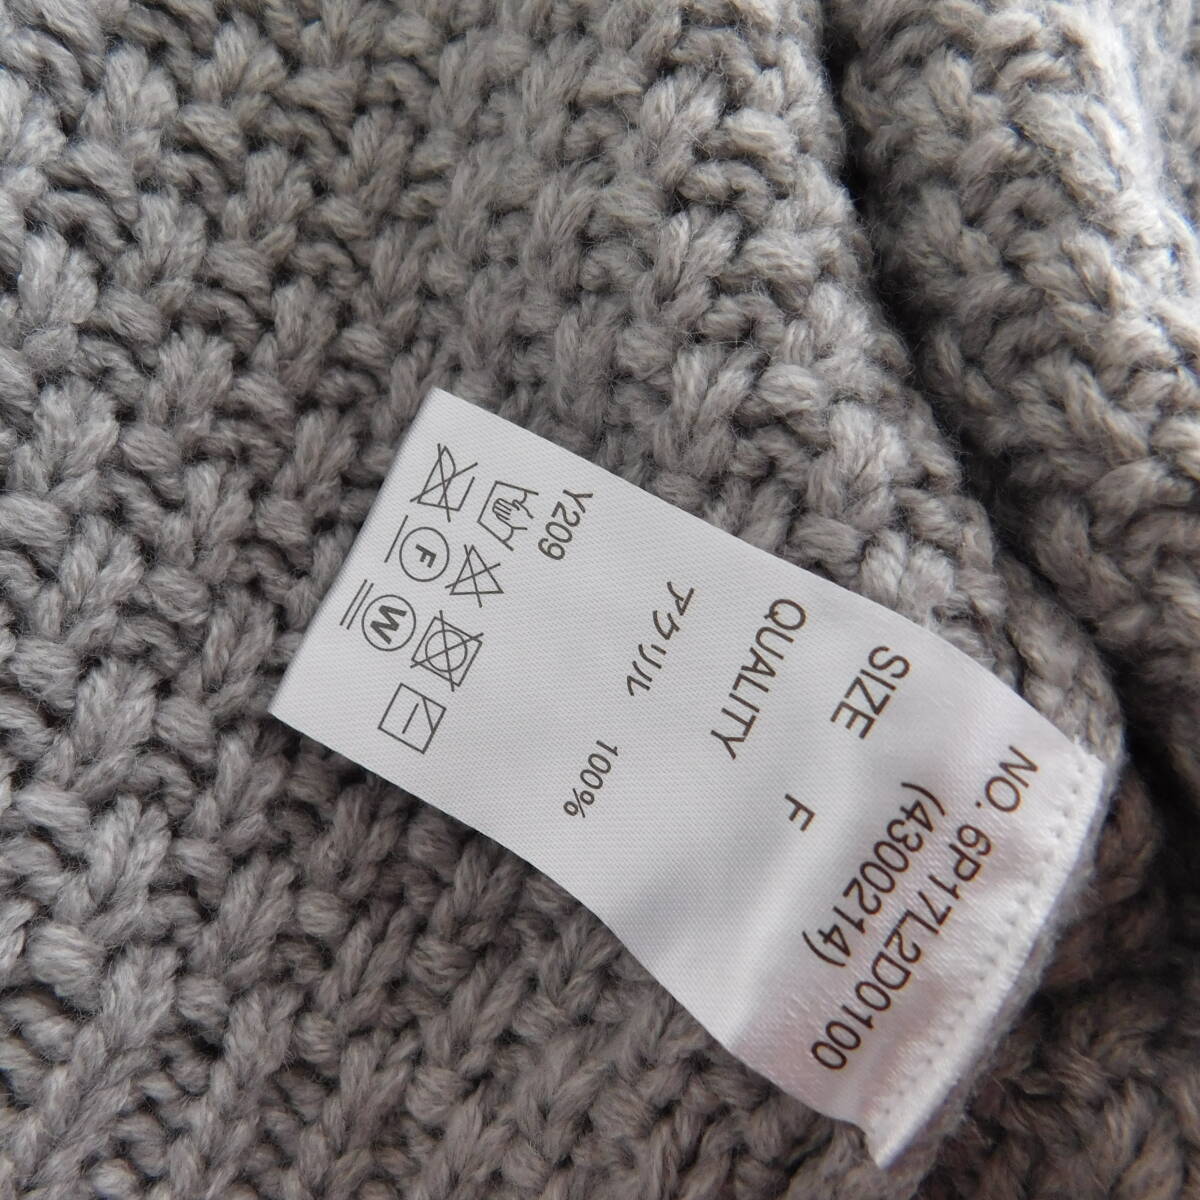 NO. 6P17L2D0100
(4300214)
SIZE F
QUALITY
アクリル 100%
Y209
F
W